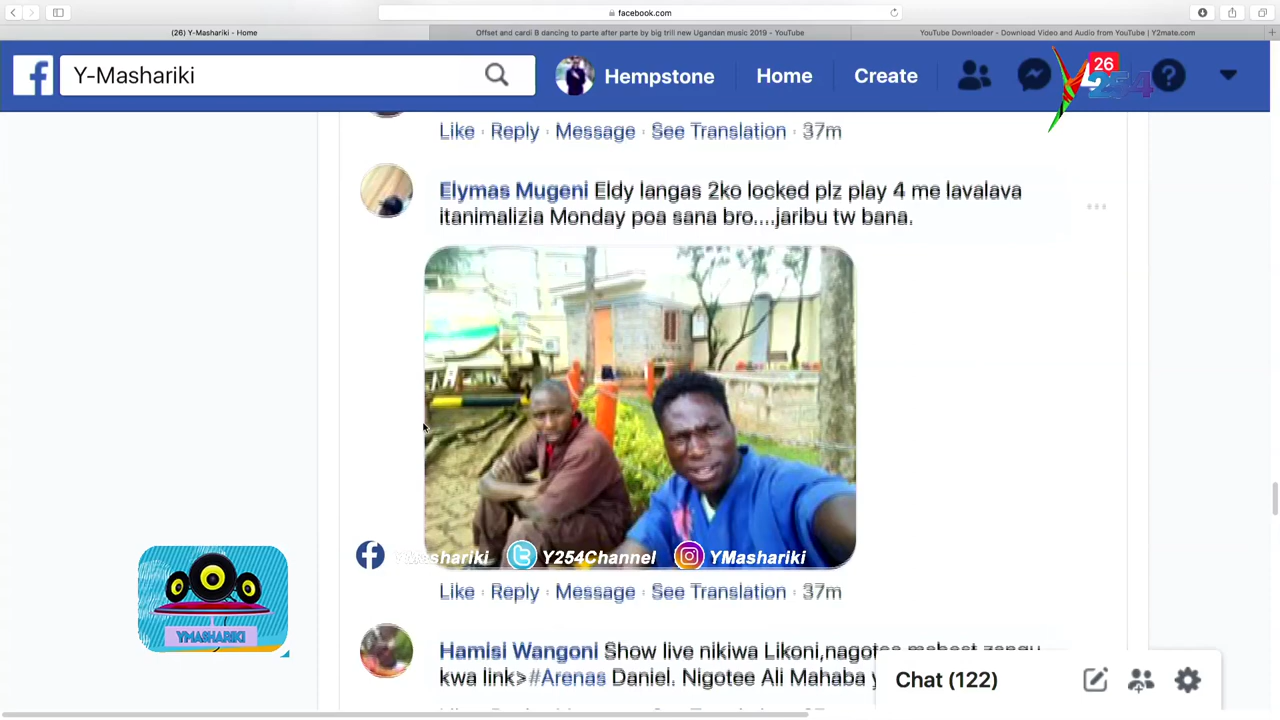 facebook.com
(26) Y-Mashariki - Home
Offset and cardi B dancing to parte after parte by big trill new Ugandan music 2019 - YouTube
YouTube Downloader - Download Video and Audio from YouTube | Y2mate.com
Y-Mashariki
Hempstone
Home
Create
26
254
Like · Reply · Message · See Translation · 37m
Elymas Mugeni Eldy langas 2ko locked plz play 4 me lavalava
itanimalizia Monday poa sana bro....jaribu tw bana.
YMashariki
Y254Channel
YMashariki
YMASHARIKI
Like · Reply · Message · See Translation · 37m
Hamisi Wangoni Show live nikiwa Likoni,nagotea
kwa link>#Arenas Daniel. Nigotee Ali Mahaba
Chat (122)